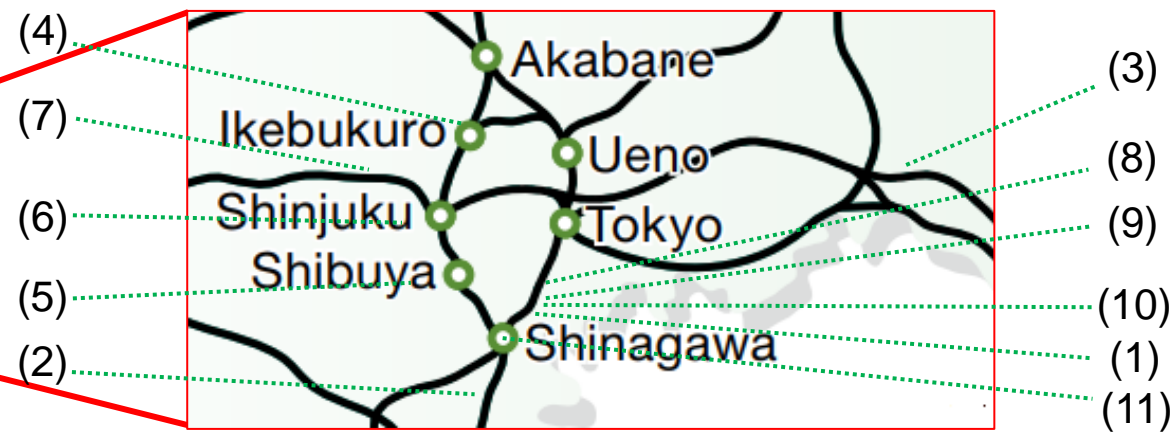 (4)
Akabane
(3)
(7)
Ikebukuro
Ueno
(8)
(6)
Shinjuku
Tokyo
(9)
(5)
Shibuya
(10)
Shinagawa
(1)
(2)
(11)